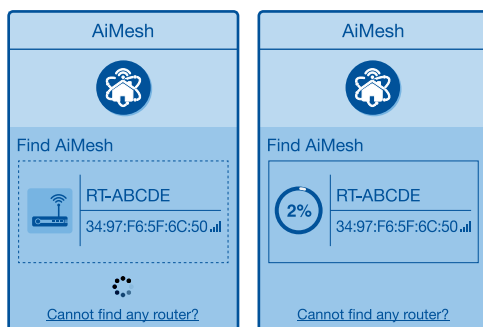 AiMesh
Find AiMesh
RT-ABCDE
34:97:F6:5F:6C:50
Cannot find any router?
AiMesh
Find AiMesh
2%
RT-ABCDE
34:97:F6:5F:6C:50
Cannot find any router?